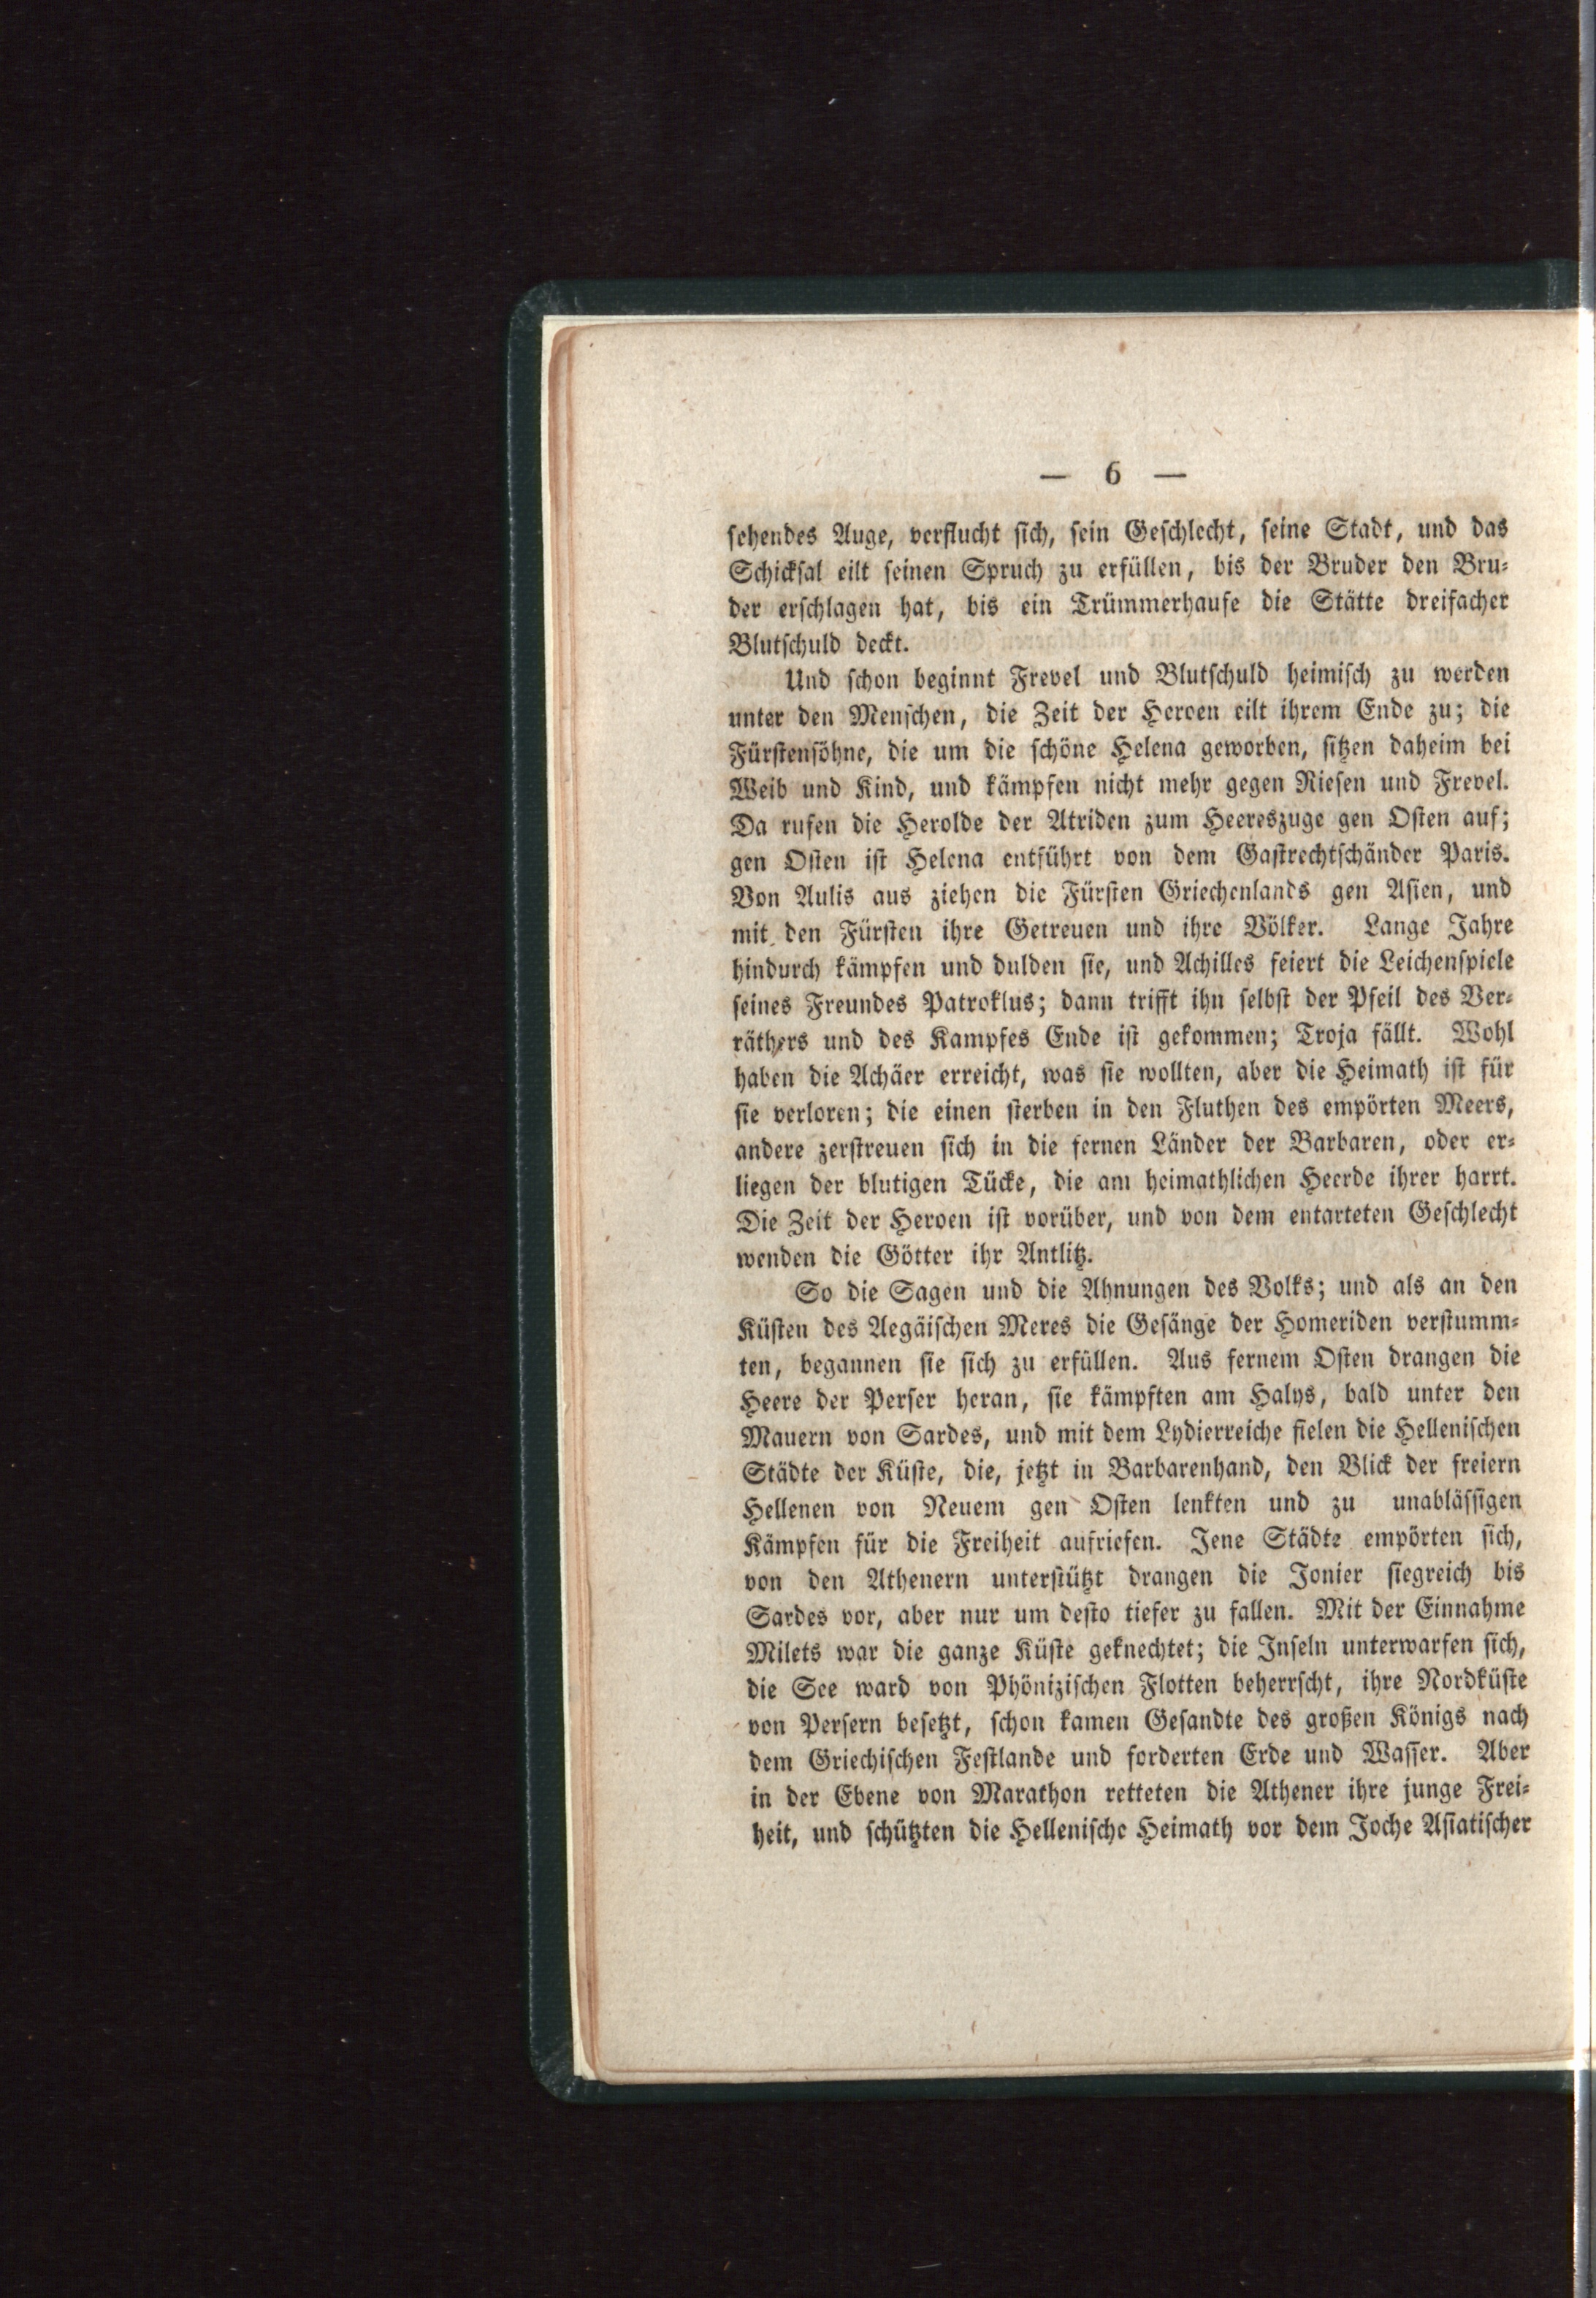 — 6 —
sehendes Auge, verflucht sich, sein Geschlecht, seine Stadt, und das
Schicksal eilt seinen Spruch zu erfüllen, bis der Bruder den Bru-
der erschlagen hat, bis ein Trümmerhaufe die Stätte dreifacher
Blutschuld deckt.
Und schon beginnt Frevel und Blutschuld heimisch zu werden
unter den Menschen, die Zeit der Heroen eilt ihrem Ende zu; die
Fürstensöhne, die um die schöne Helena geworben, sitzen daheim bei
Weib und Kind, und kämpfen nicht mehr gegen Riesen und Frevel.
Da rufen die Herolde der Atriden zum Heereszuge gen Osten auf;
gen Osten ist Helena entführt von dem Gastrechtschänder Paris.
Von Aulis aus ziehen die Fürsten Griechenlands gen Asien, und
mit den Fürsten ihre Getreuen und ihre Völker. Lange Jahre
hindurch kämpfen und dulden sie, und Achilles feiert die Leichenspiele
seines Freundes Patroklus; dann trifft ihn selbst der Pfeil des Ver-
räthers und des Kampfes Ende ist gekommen; Troja fällt. Wohl
haben die Achäer erreicht, was sie wollten, aber die Heimath ist für
sie verloren; die einen sterben in den Fluthen des empörten Meers,
andere zerstreuen sich in die fernen Länder der Barbaren, oder er-
liegen der blutigen Tücke, die am heimathlichen Heerde ihrer harrt.
Die Zeit der Heroen ist vorüber, und von dem entarteten Geschlecht
wenden die Götter ihr Antlitz.
So die Sagen und die Ahnungen des Volks; und als an den
Küsten des Aegäischen Meres die Gesänge der Homeriden verstumm-
ten, begannen sie sich zu erfüllen. Aus fernem Osten drangen die
Heere der Perser heran, sie kämpften am Halys, bald unter den
Mauern von Sardes, und mit dem Lydierreiche fielen die Hellenischen
Städte der Küste, die, jetzt in Barbarenhand, den Blick der freiern
Hellenen von Neuem gen Osten lenkten und zu unablässigen
Kämpfen für die Freiheit aufriefen. Jene Städte empörten sich,
von den Athenern unterstützt drangen die Jonier siegreich bis
Sardes vor, aber nur um desto tiefer zu fallen. Mit der Einnahme
Milets war die ganze Küste geknechtet; die Inseln unterwarfen sich,
die See ward von Phönizischen Flotten beherrscht, ihre Nordküste
von Persern besetzt, schon kamen Gesandte des großen Königs nach
dem Griechischen Festlande und forderten Erde und Wasser. Aber
in der Ebene von Marathon retteten die Athener ihre junge Frei-
heit, und schützten die Hellenische Heimath vor dem Joche Asiatischer